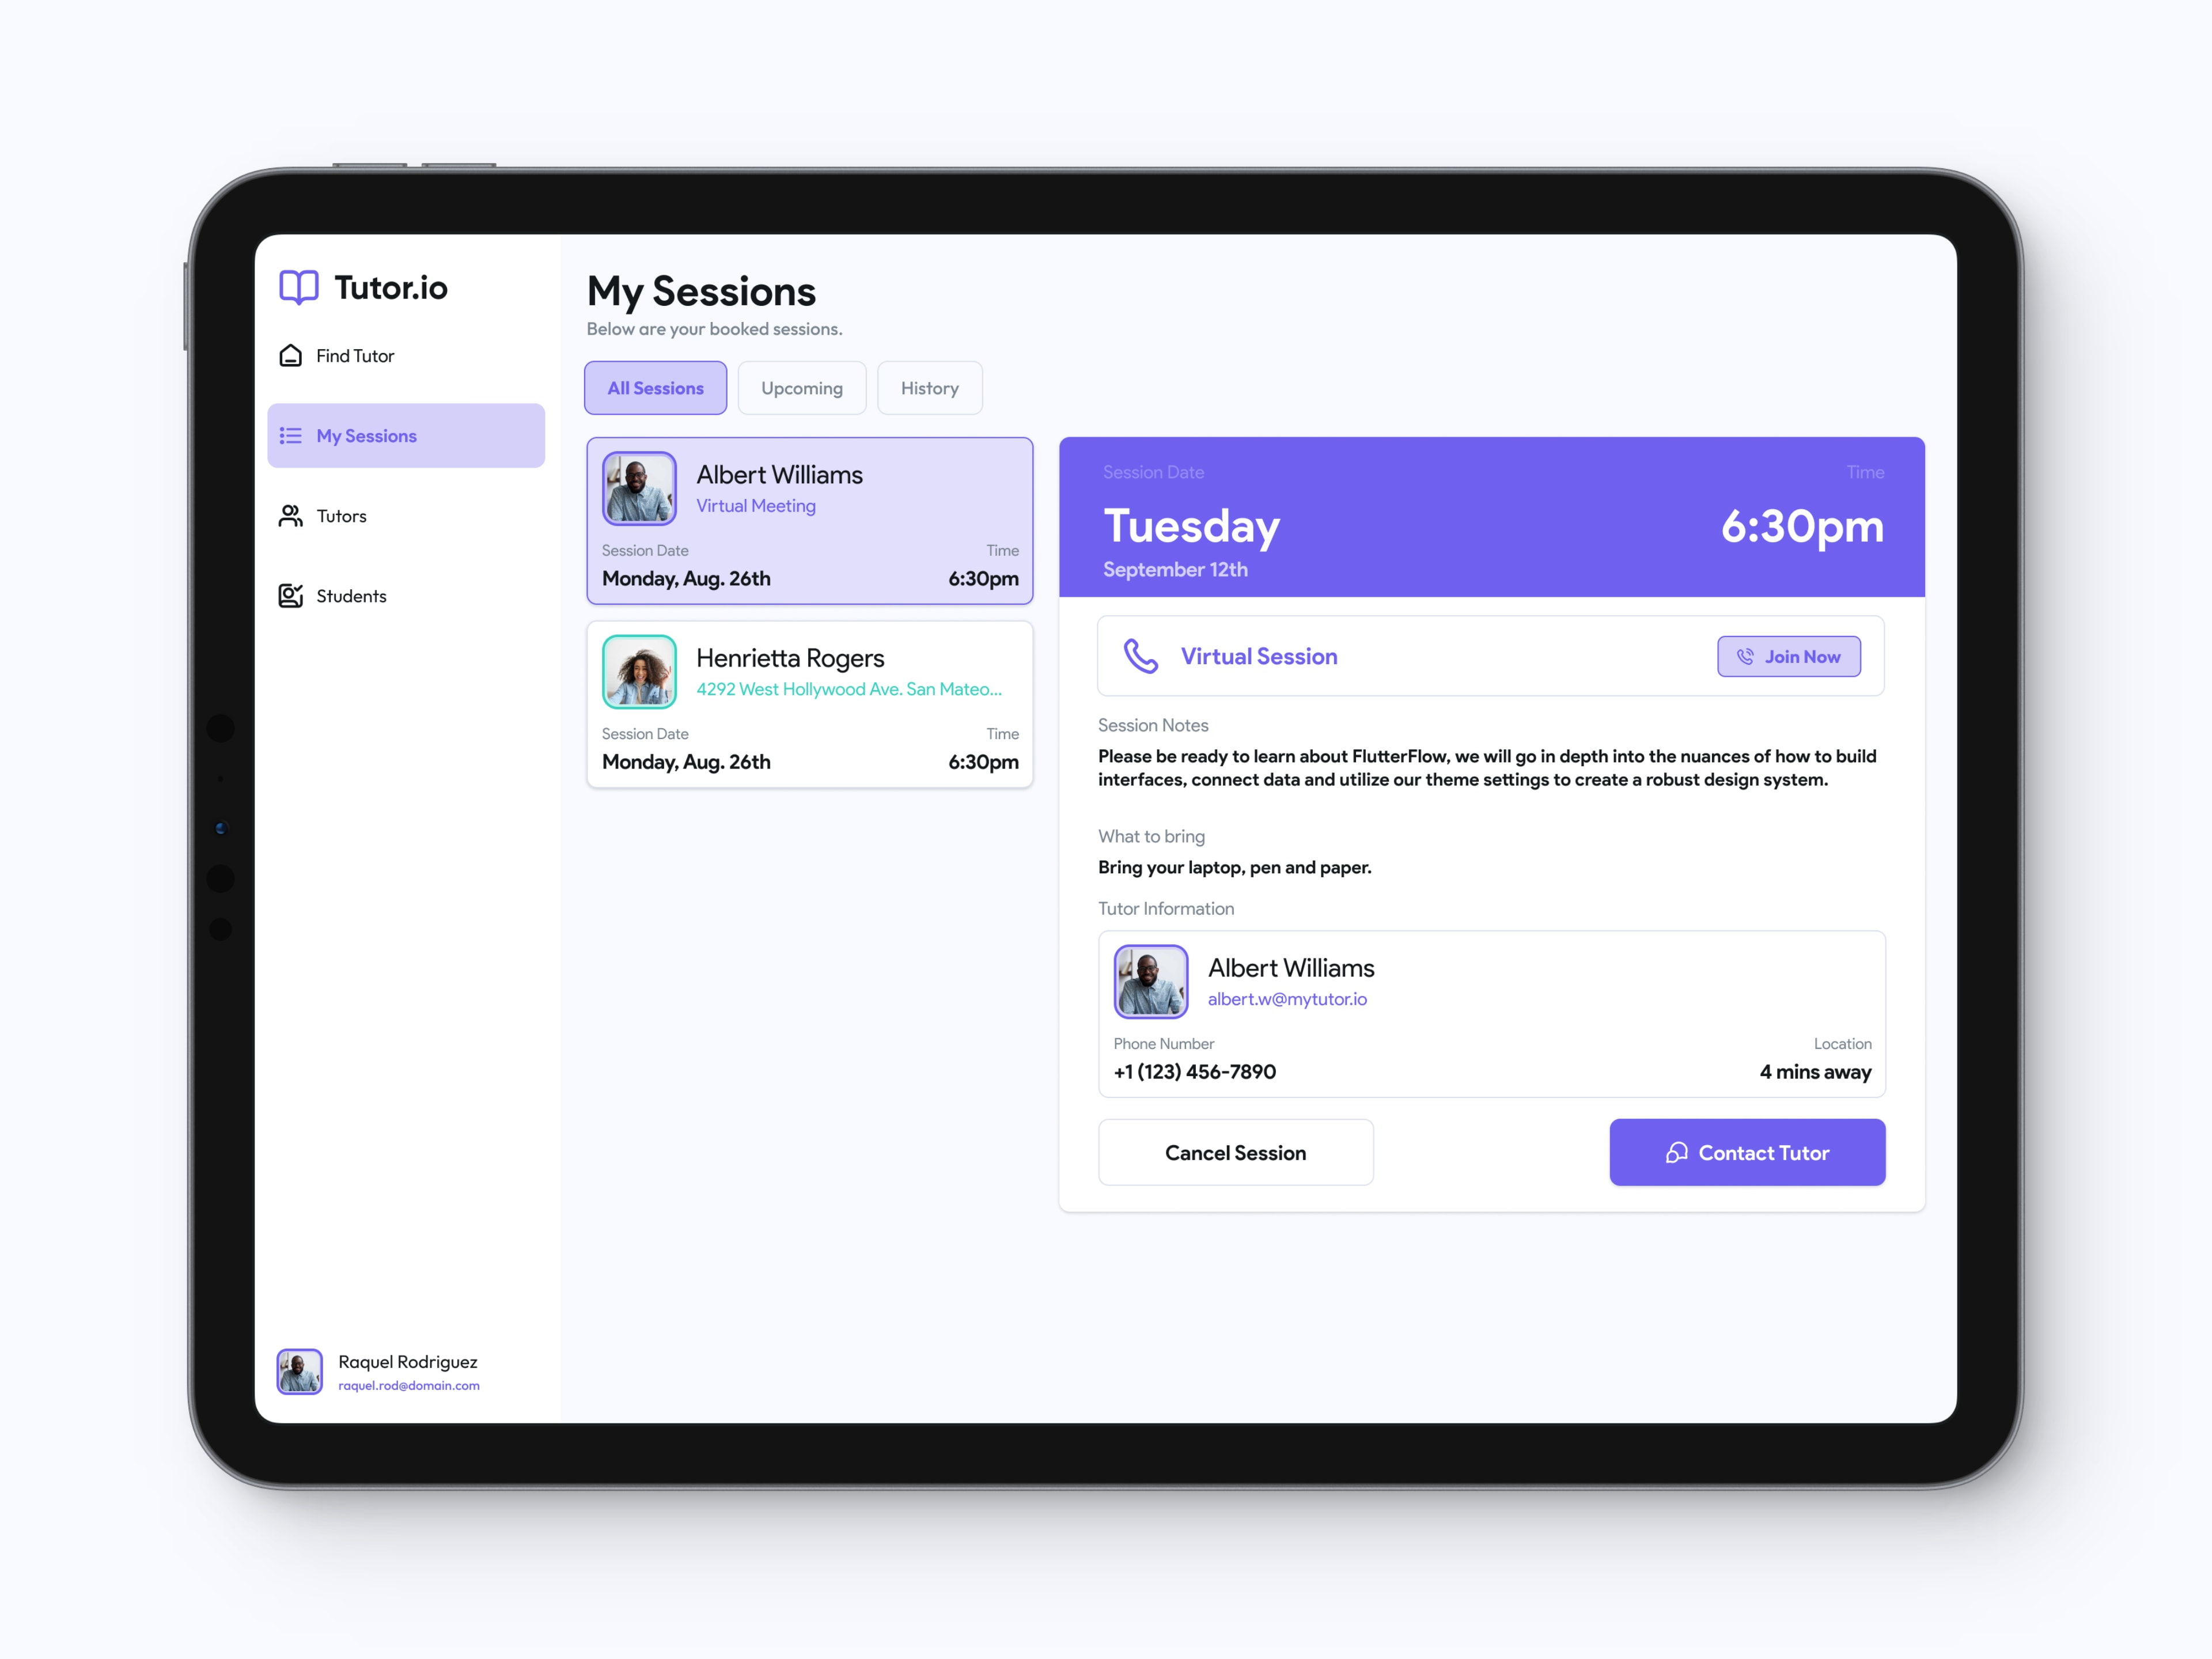 Tutor.io
Find Tutor
My Sessions
Tutors
Students
Raquel Rodriguez
raquel.rod@domain.com
My Sessions
Below are your booked sessions.
All Sessions
Upcoming
History
Albert Williams
Virtual Meeting
Session Date
Time
Monday, Aug. 26th
6:30pm
Henrietta Rogers
4292 West Hollywood Ave. San Mateo...
Session Date
Time
Monday, Aug. 26th
6:30pm
Session Date
Time
Tuesday
6:30pm
September 12th
Virtual Session
Join Now
Session Notes
Please be ready to learn about FlutterFlow, we will go in depth into the nuances of how to build
interfaces, connect data and utilize our theme settings to create a robust design system.
What to bring
Bring your laptop, pen and paper.
Tutor Information
Albert Williams
albert.w@mytutor.io
Phone Number
Location
+1 (123) 456-7890
4 mins away
Cancel Session
Contact Tutor